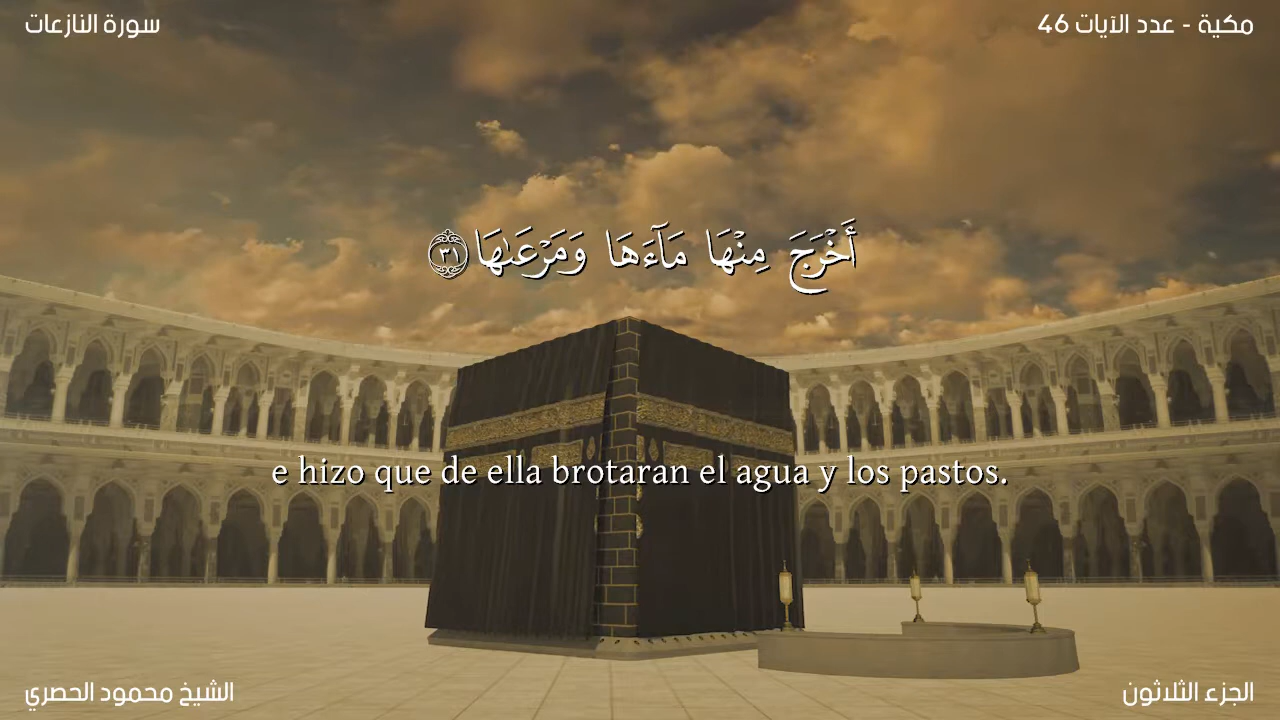 مكية - عدد الآيات 46
سورة النازعات
أَخْرَجَ مِنْهَا مَآءَهَا وَمَرْعَىٰهَا ٣١
e hizo que de ella brotaran el agua y los pastos.
الجزء الثلاثون
الشيخ محمود الحصري